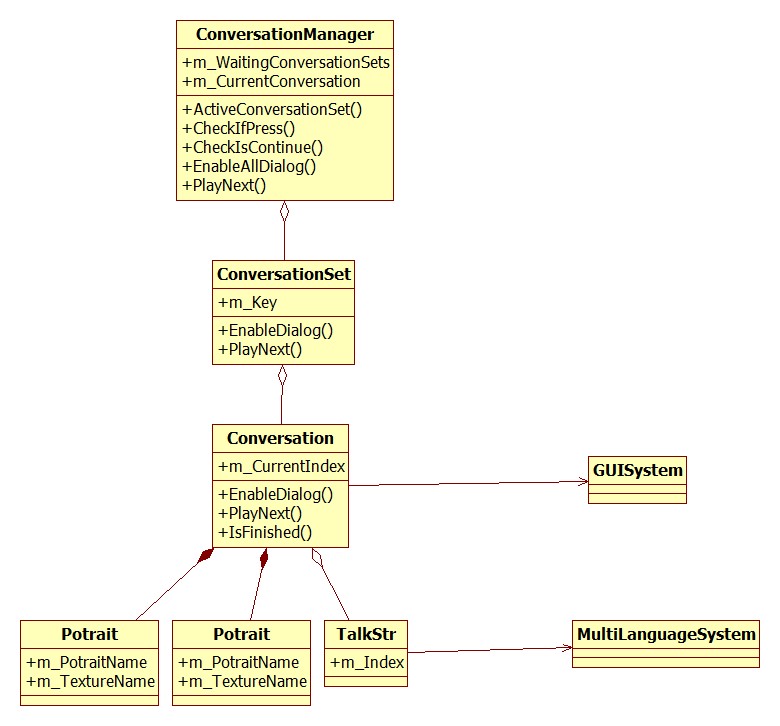 ConversationManager
+m_WaitingConversationSets
+m_CurrentConversation
+ActiveConversationSet()
+CheckIfPress()
+CheckIsContinue()
+EnableAllDialog()
+PlayNext()
ConversationSet
+m_Key
+EnableDialog()
+PlayNext()
Conversation
+m_CurrentIndex
+EnableDialog()
+PlayNext()
+IsFinished()
GUISystem
Potrait
+m_PotraitName
+m_TextureName
Potrait
+m_PotraitName
+m_TextureName
TalkStr
+m_Index
MultiLanguageSystem